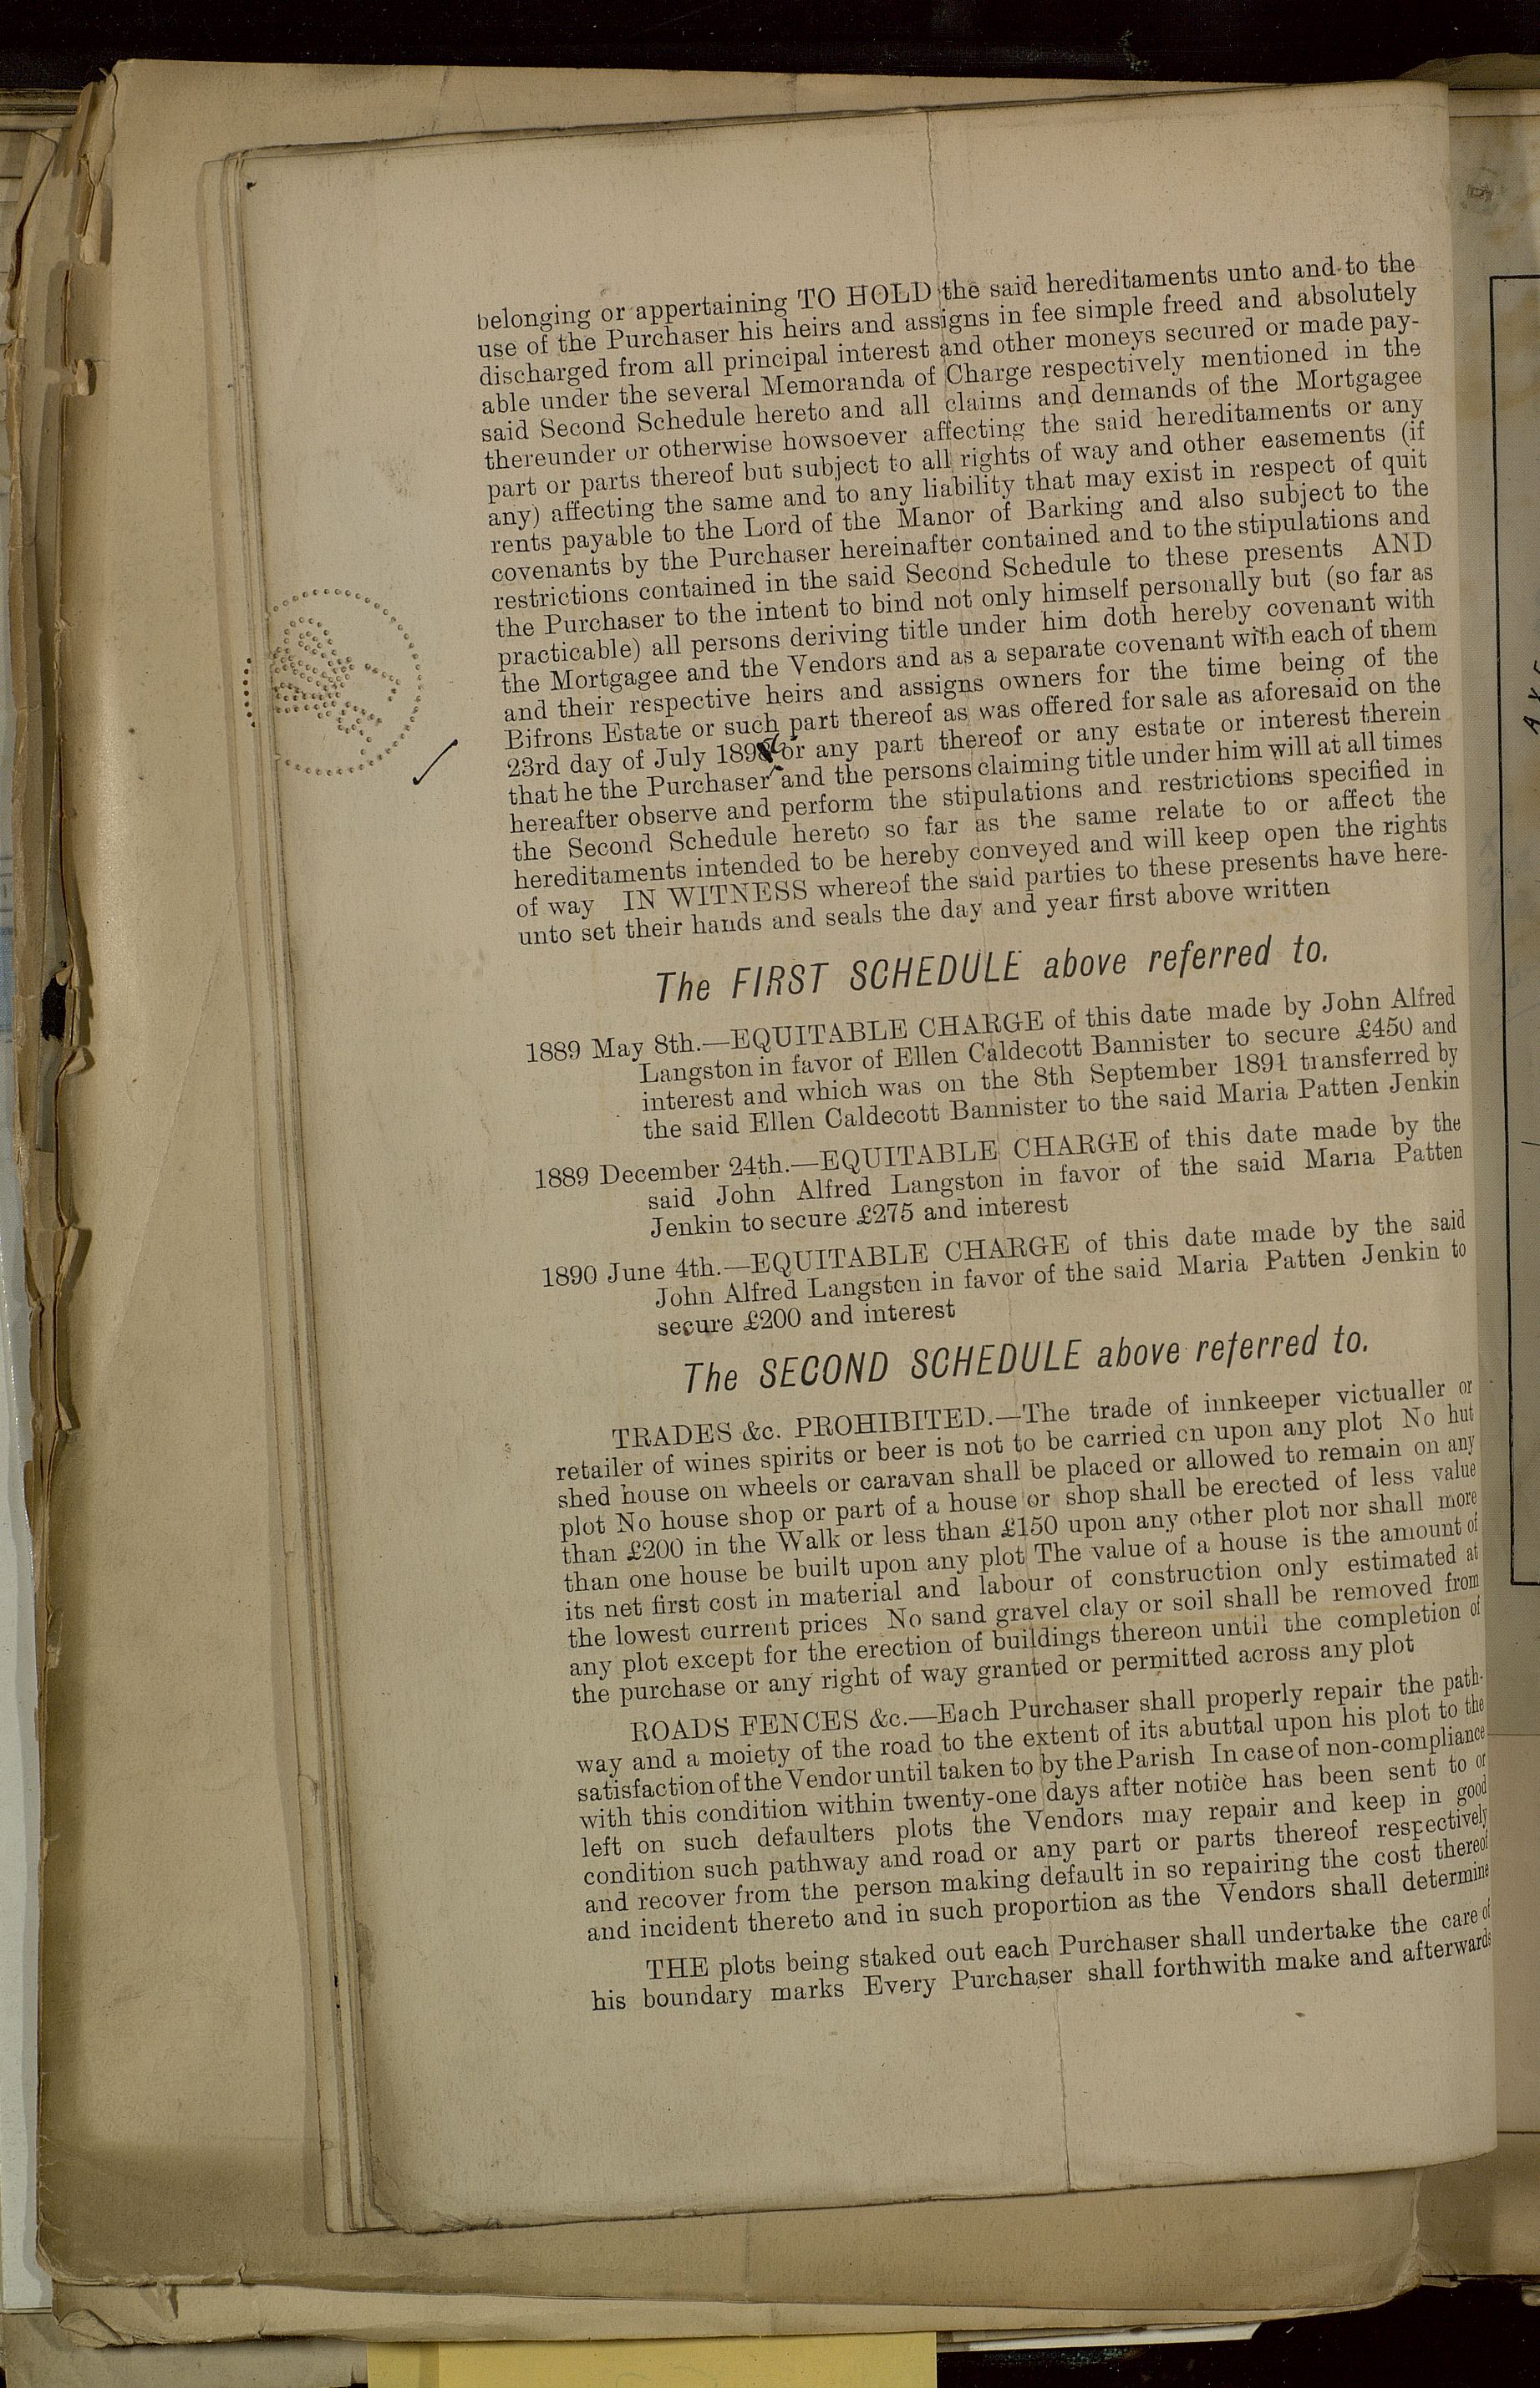 belonging or appertaining TO HOLD the said hereditaments unto and to the
use of the Purchaser his heirs and assigns in fee simple freed and absolutely
discharged from all principal interest and other moneys secured or made pay-
able under the several Memoranda of Charge respectively mentioned in the
said Second Schedule hereto and all claims and demands of the Mortgagee
thereunder or otherwise howsoever affecting the said hereditaments or any
part or parts thereof but subject to all rights of way and other easements (if
any) affecting the same and to any liability that may exist in respect of quit
rents payable to the Lord of the Manor of Barking and also subject to the
covenants by the Purchaser hereinafter contained and to the stipulations and
restrictions contained in the said Second Schedule to these presents AND
the Purchaser to the intent to bind not only himself personally but (so far as
practicable) all persons deriving title under him doth hereby covenant with
the Mortgagee and the Vendors and as a separate covenant with each of them
and their respective heirs and assigns owners for the time being of the
Bifrons Estate or such part thereof as was offered for sale as aforesaid on the
23rd day of July or any part thereof or any estate or interest therein
that he the Purchaser and the persons claiming title under him will at all times
hereafter observe and perform the stipulations and restrictions specified in
the Second Schedule hereto so far as the same relate to or affect the
hereditaments intended to be hereby conveyed and will keep open the rights
of way IN WITNESS whereof the said parties to these presents have here-
unto set their hands and seals the day and year first above written
The FIRST SCHEDULE above referred to.
1889 May 8th.—EQUITABLE CHARGE of this date made by John Alfred
Langston in favor of Ellen Caldecott Bannister to secure £450 and
interest and which was on the 8th September 1891 transferred by
the said Ellen Caldecott Bannister to the said Maria Patten Jenkin
1889 December 24th.—EQUITABLE CHARGE of this date made by the
said John Alfred Langston in favor of the said Maria Patten
Jenkin to secure £275 and interest
1890 June 4th.—EQUITABLE CHARGE of this date made by the said
John Alfred Langston in favor of the said Maria Patten Jenkin to
secure £200 and interest
The SECOND SCHEDULE above referred to.
TRADES &c. PROHIBITED.—The trade of innkeeper victualler or
retailer of wines spirits or beer is not to be carried on upon any plot No hut
shed house on wheels or caravan shall be placed or allowed to remain on any
plot No house shop or part of a house or shop shall be erected of less value
than £200 in the Walk or less than £150 upon any other plot nor shall more
than one house be built upon any plot The value of a house is the amount of
its net first cost in material and labour of construction only estimated at
the lowest current prices No sand gravel clay or soil shall be removed from
any plot except for the erection of buildings thereon until the completion of
the purchase or any right of way granted or permitted across any plot
ROADS FENCES &c.—Each Purchaser shall properly repair the path-
way and a moiety of the road to the extent of its abuttal upon his plot to the
satisfaction of the Vendor until taken to by the Parish In case of non-compliance
with this condition within twenty-one days after notice has been sent to or
left on such defaulters plots the Vendors may repair and keep in good
condition such pathway and road or any part or parts thereof respectively
and recover from the person making default in so repairing the cost thereof
and incident thereto and in such proportion as the Vendors shall determine
THE plots being staked out each Purchaser shall undertake the care of
his boundary marks Every Purchaser shall forthwith make and afterwards